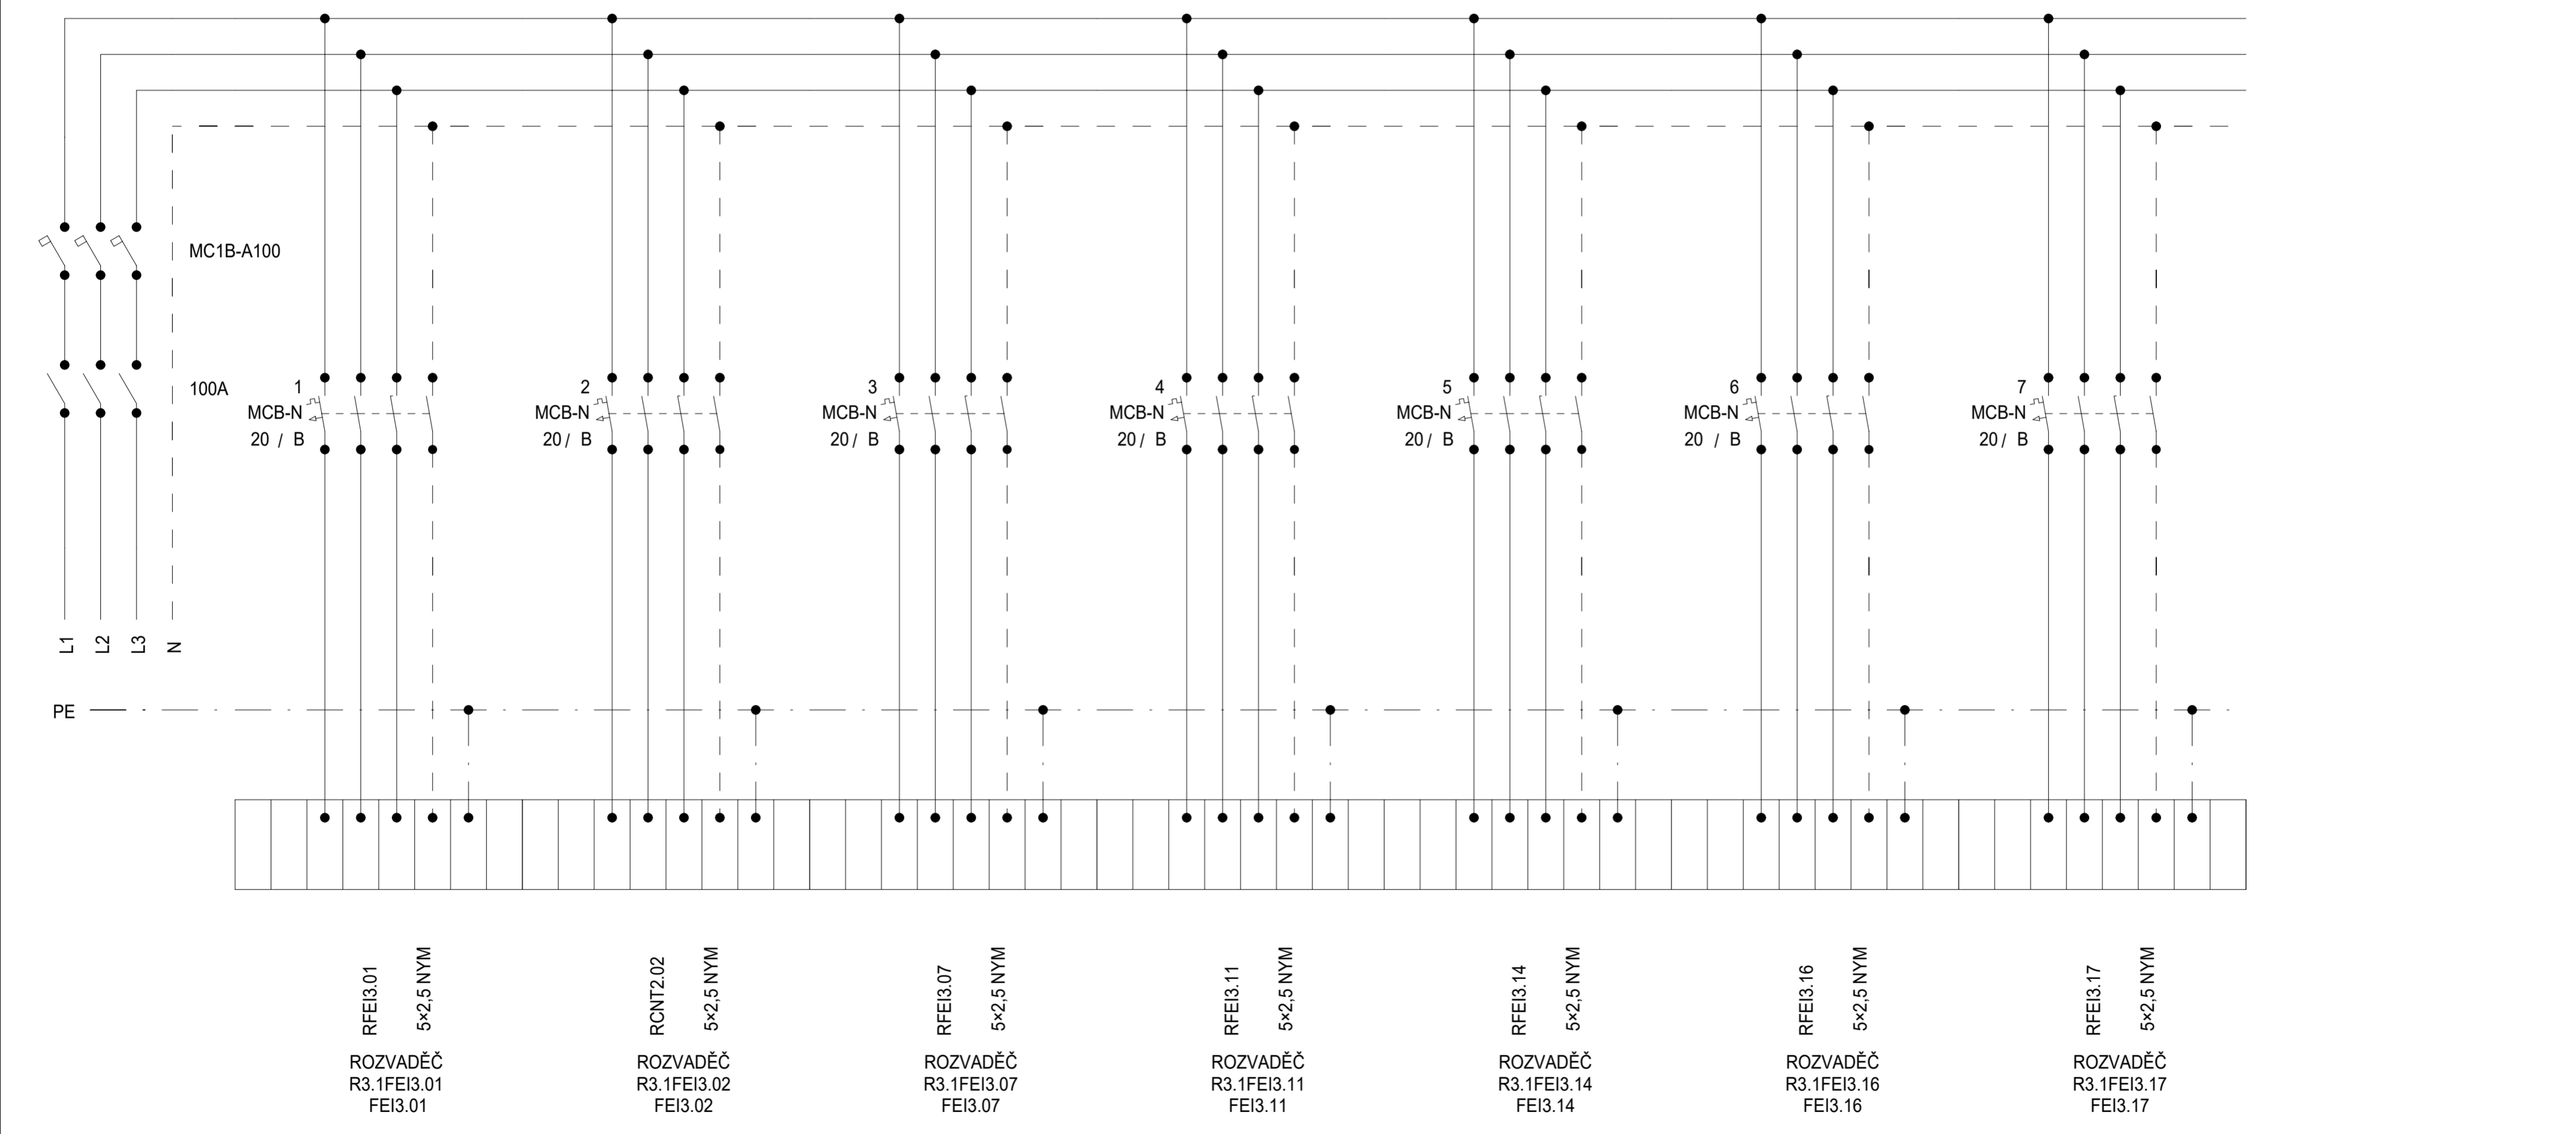 MC1B-A100
100A
1
MCB-N
20 / B
2
MCB-N
20 / B
3
MCB-N
20 / B
4
MCB-N
20 / B
5
MCB-N
20 / B
6
MCB-N
20 / B
7
MCB-N
20 / B
L1
L2
L3
N
PE
RFEI3.01
5×2,5 NYM
RCNT2.02
5×2,5 NYM
RFEI3.07
5×2,5 NYM
RFEI3.11
5×2,5 NYM
RFEI3.14
5×2,5 NYM
RFEI3.16
5×2,5 NYM
RFEI3.17
5×2,5 NYM
ROZVADĚČ
R3.1FEI3.01
FEI3.01
ROZVADĚČ
R3.1FEI3.02
FEI3.02
ROZVADĚČ
R3.1FEI3.07
FEI3.07
ROZVADĚČ
R3.1FEI3.11
FEI3.11
ROZVADĚČ
R3.1FEI3.14
FEI3.14
ROZVADĚČ
R3.1FEI3.16
FEI3.16
ROZVADĚČ
R3.1FEI3.17
FEI3.17